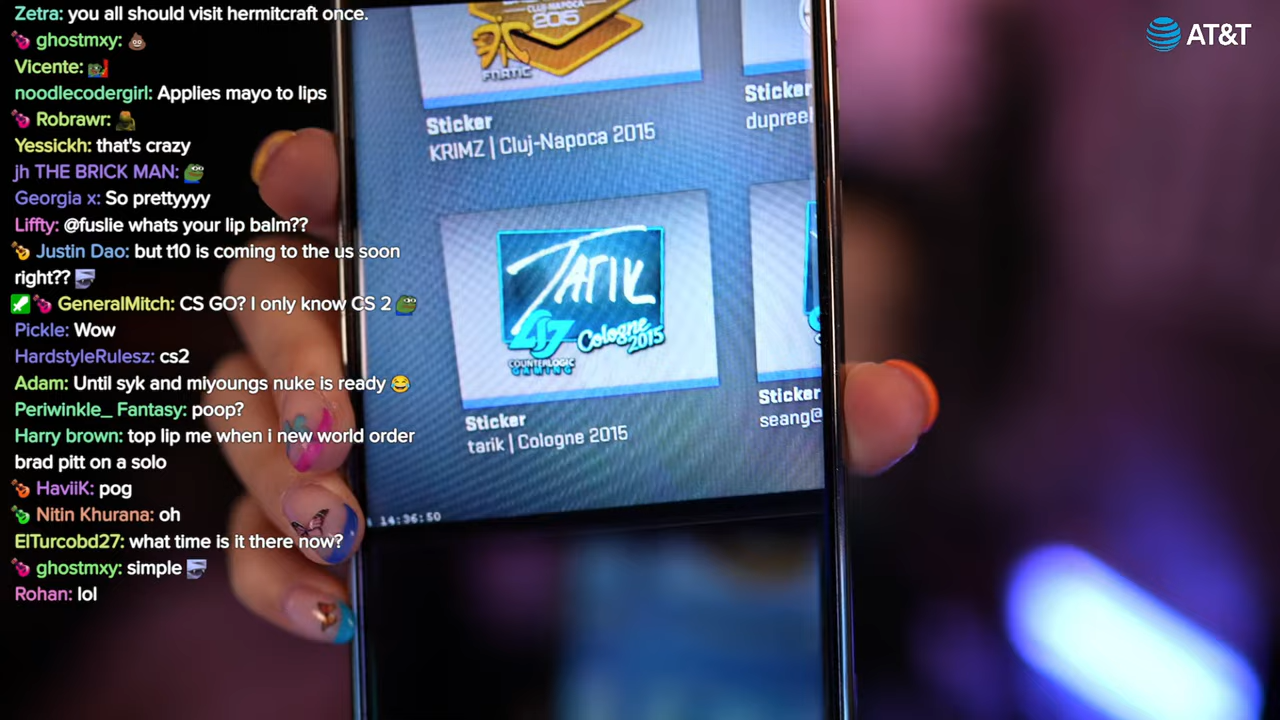 Zetra: you all should visit hermitcraft once.
ghostmxy:
Vicente:
noodlecodergirl: Applies mayo to lips
Robrawr:
Yessickh: that's crazy
jh THE BRICK MAN:
Georgia x: So prettyyyy
Liffty: @fuslie whats your lip balm??
Justin Dao: but t10 is coming to the us soon
right??
GeneralMitch: CS GO? I only know CS 2
Pickle: Wow
HardstyleRulesz: cs2
Adam: Until syk and miyoungs nuke is ready
Periwinkle_ Fantasy: poop?
Harry brown: top lip me when i new world order
brad pitt on a solo
HaviiK: pog
Nitin Khurana: oh
ElTurcobd27: what time is it there now?
ghostmxy: simple
Rohan: lol
AT&T
CLUJ-NAPOCA
2015
FNATIC
Sticker
KRIMZ | Cluj-Napoca 2015
Sticker
dupree
TARIK
Cologne
2015
COUNTER LOGIC
GAMING
Sticker
tarik | Cologne 2015
Sticker
seang@
14:36:50